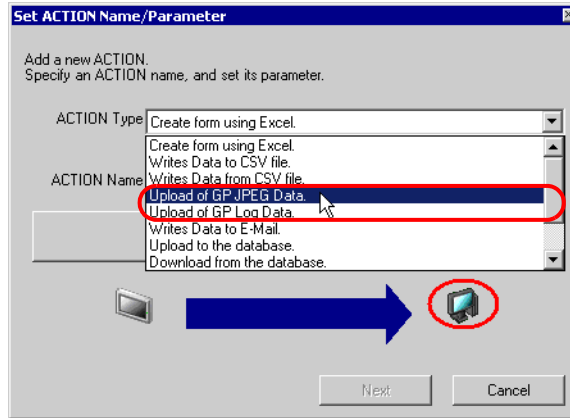 Set ACTION Name/Parameter
Add a new ACTION.
Specify an ACTION name, and set its parameter.
ACTION Type
Create form using Excel.
Create form using Excel.
Writes Data to CSV file.
ACTION Name
Writes Data from CSV file.
Upload of GP JPEG Data.
Upload of GP Log Data.
Writes Data to E-Mail.
Upload to the database.
Download from the database.
Next
Cancel